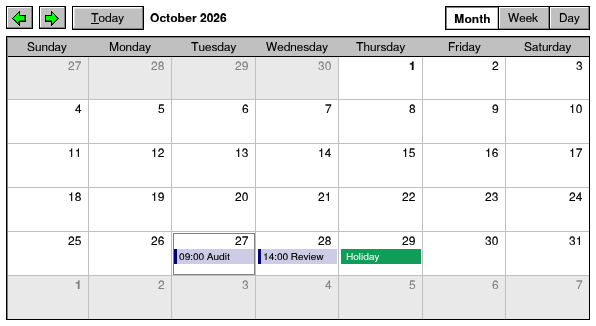 Today October 2026 Month Week Day
Sunday Monday Tuesday Wednesday Thursday Friday Saturday
27 28 29 30 1 2 3
4 5 6 7 8 9 10
11 12 13 14 15 16 17
18 19 20 21 22 23 24
25 26 27 28 29 30 31
09:00 Audit 14:00 Review Holiday
1 2 3 4 5 6 7